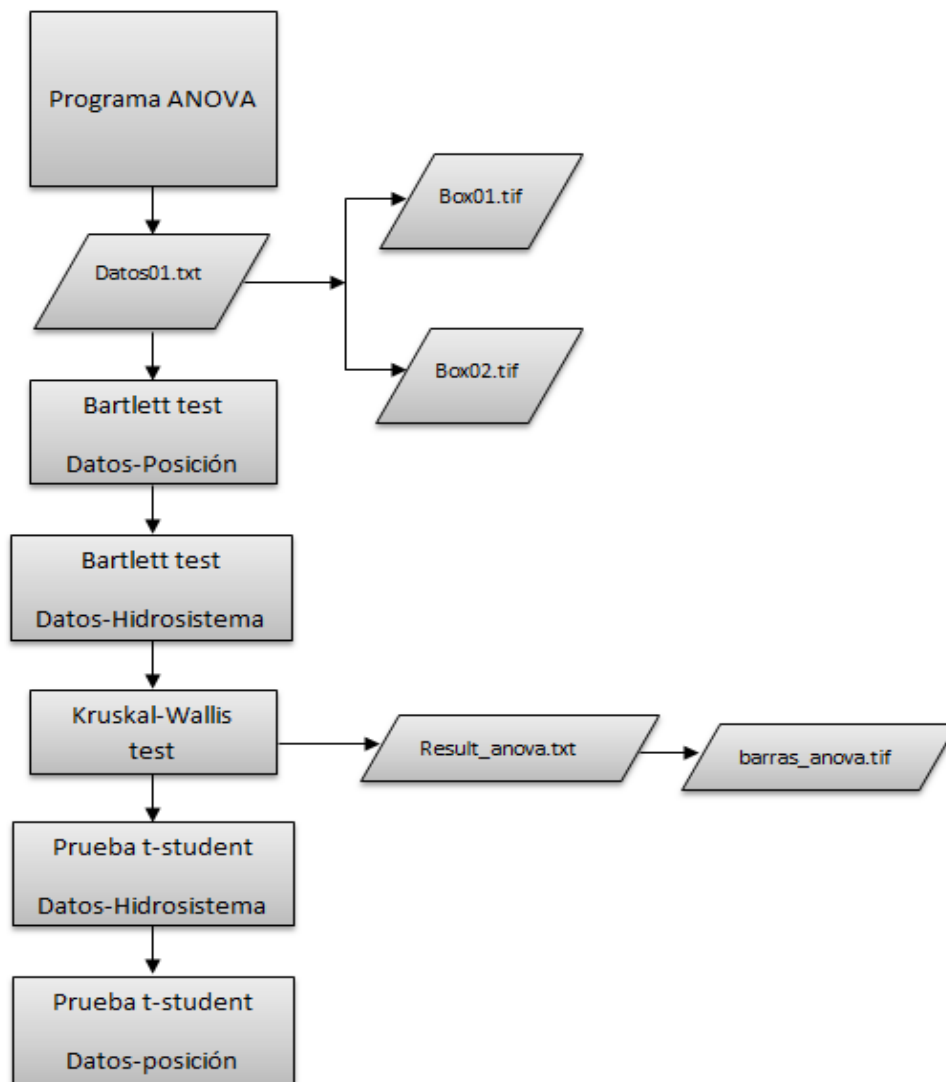 Programa ANOVA
Box01.tif
Datos01.txt
Box02.tif
Bartlett test
Datos-Posición
Bartlett test
Datos-Hidrosistema
Kruskal-Wallis
test
Result_anova.txt
barras_anova.tif
Prueba t-student
Datos-Hidrosistema
Prueba t-student
Datos-posición